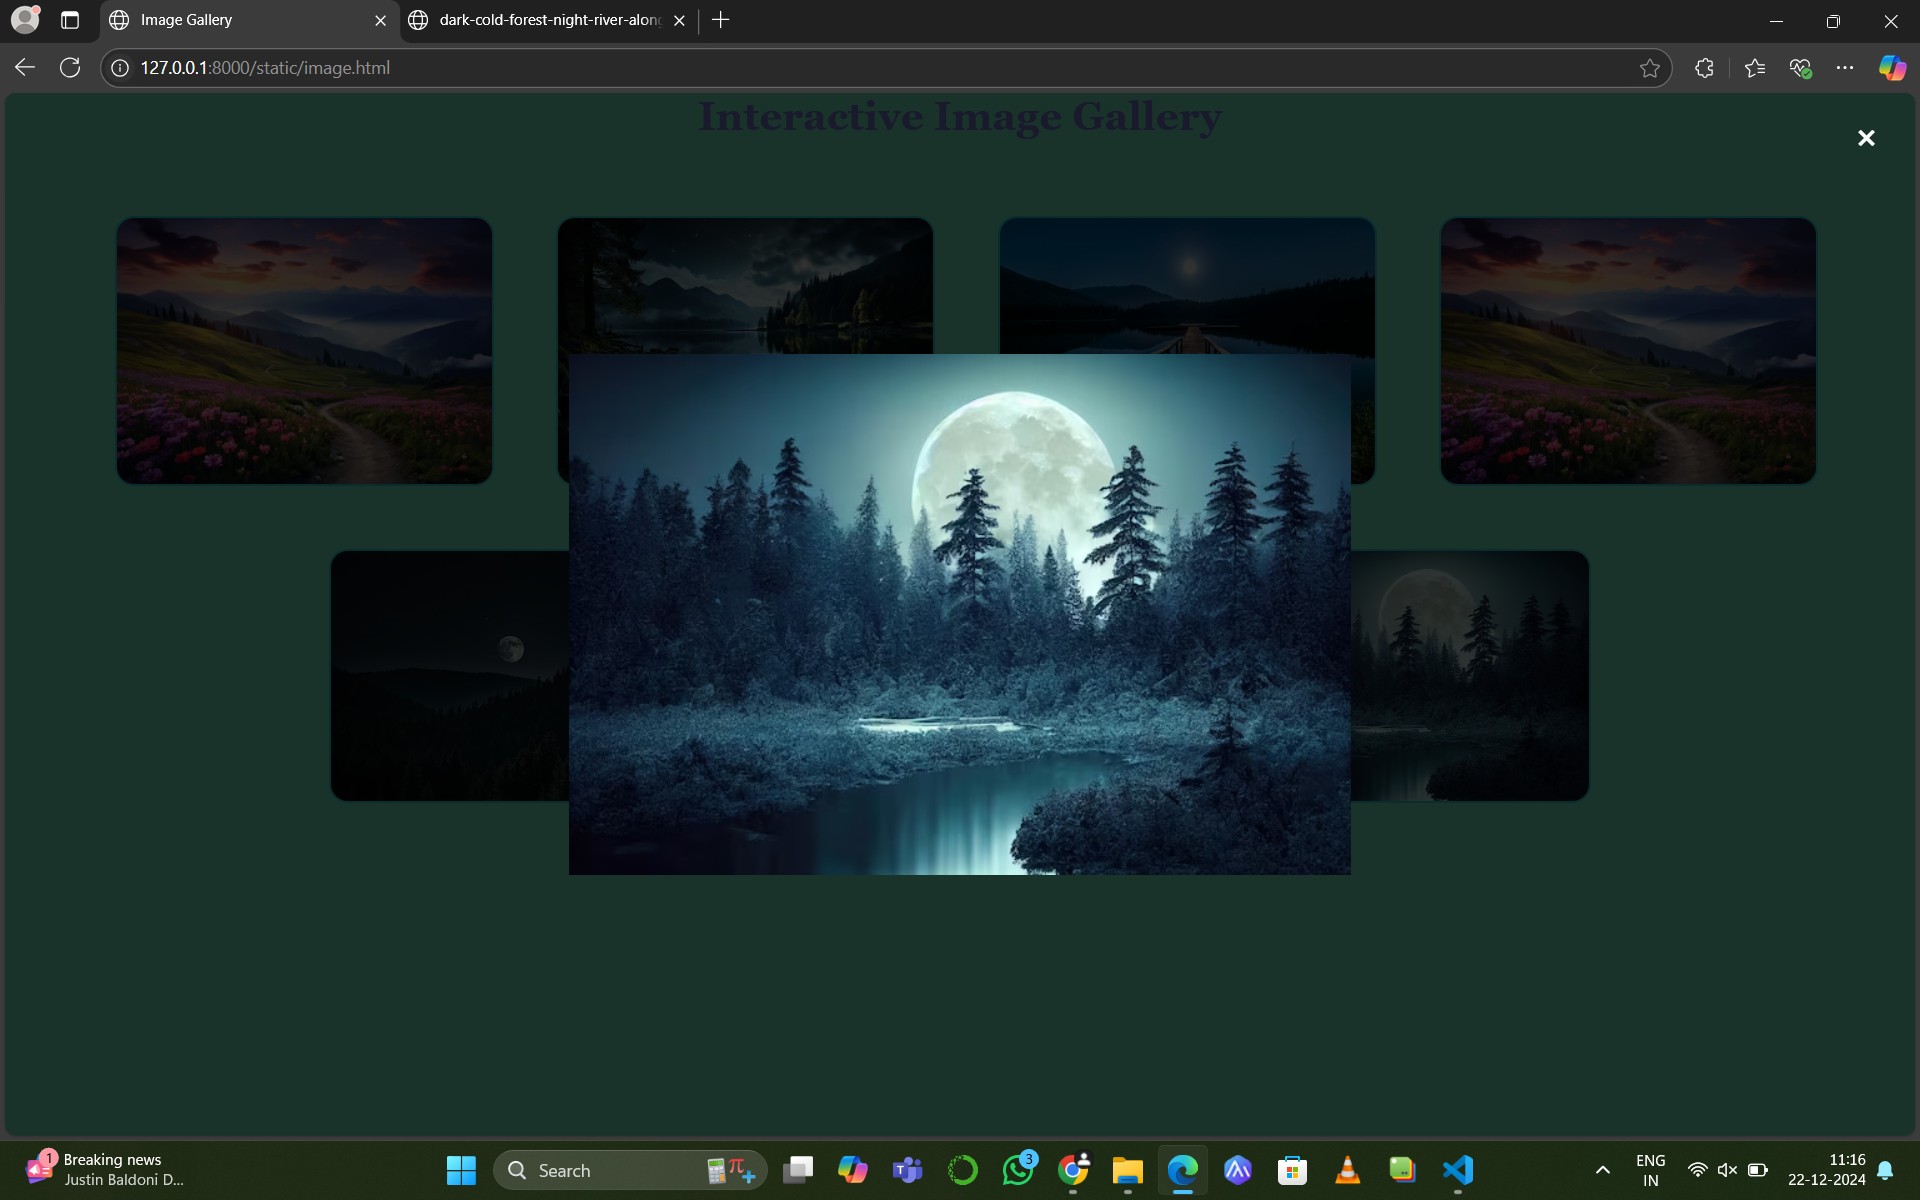 Image Gallery
dark-cold-forest-night-river-along
127.0.0.1:8000/static/image.html
Interactive Image Gallery
×
1
Breaking news
Justin Baldoni D...
Search
π
3
ENG
IN
11:16
22-12-2024